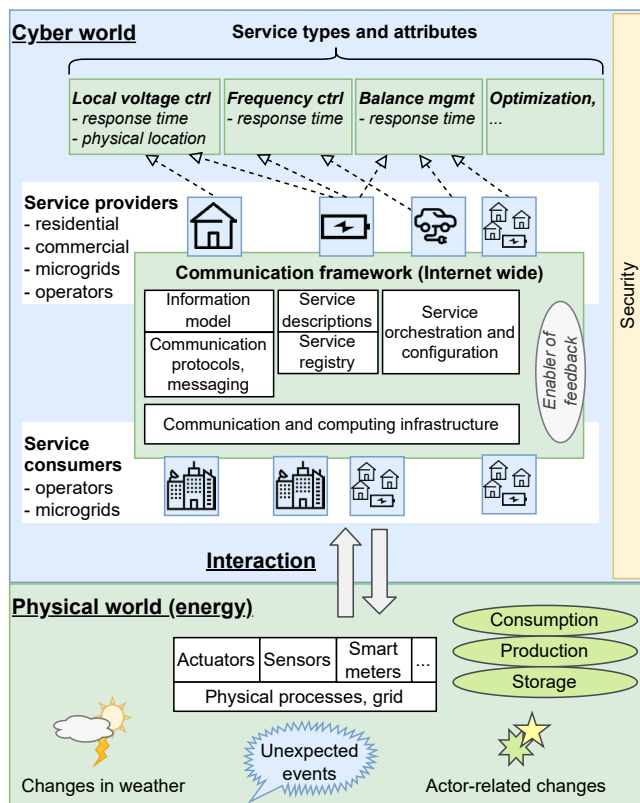 Cyber world
Service types and attributes
Local voltage ctrl
- response time
- physical location
Frequency ctrl
- response time
Balance mgmt
- response time
Optimization,
...
Service providers
- residential
- commercial
- microgrids
- operators
Communication framework (Internet wide)
Information
model
Communication
protocols,
messaging
Service
descriptions
Service
registry
Service
orchestration and
configuration
Enabler of
feedback
Communication and computing infrastructure
Security
Service
consumers
- operators
- microgrids
Interaction
Physical world (energy)
Actuators
Sensors
Smart
meters
...
Physical processes, grid
Consumption
Production
Storage
Changes in weather
Unexpected
events
Actor-related changes